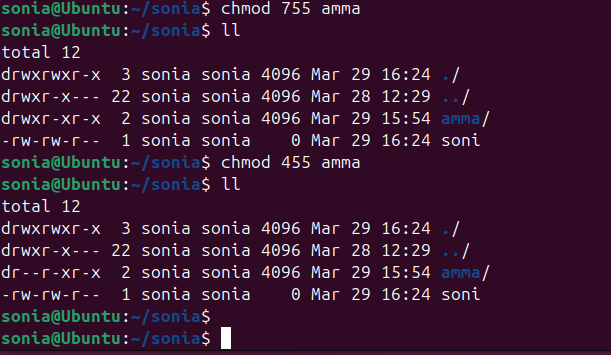 sonia@Ubuntu:~/sonia$ chmod 755 amma
sonia@Ubuntu:~/sonia$ ll
total 12
drwxrwxr-x  3 sonia sonia 4096 Mar 29 16:24 ./
drwxr-x--- 22 sonia sonia 4096 Mar 28 12:29 ../
drwxr-xr-x  2 sonia sonia 4096 Mar 29 15:54 amma/
-rw-rw-r--  1 sonia sonia    0 Mar 29 16:24 soni
sonia@Ubuntu:~/sonia$ chmod 455 amma
sonia@Ubuntu:~/sonia$ ll
total 12
drwxrwxr-x  3 sonia sonia 4096 Mar 29 16:24 ./
drwxr-x--- 22 sonia sonia 4096 Mar 28 12:29 ../
dr--r-xr-x  2 sonia sonia 4096 Mar 29 15:54 amma/
-rw-rw-r--  1 sonia sonia    0 Mar 29 16:24 soni
sonia@Ubuntu:~/sonia$
sonia@Ubuntu:~/sonia$